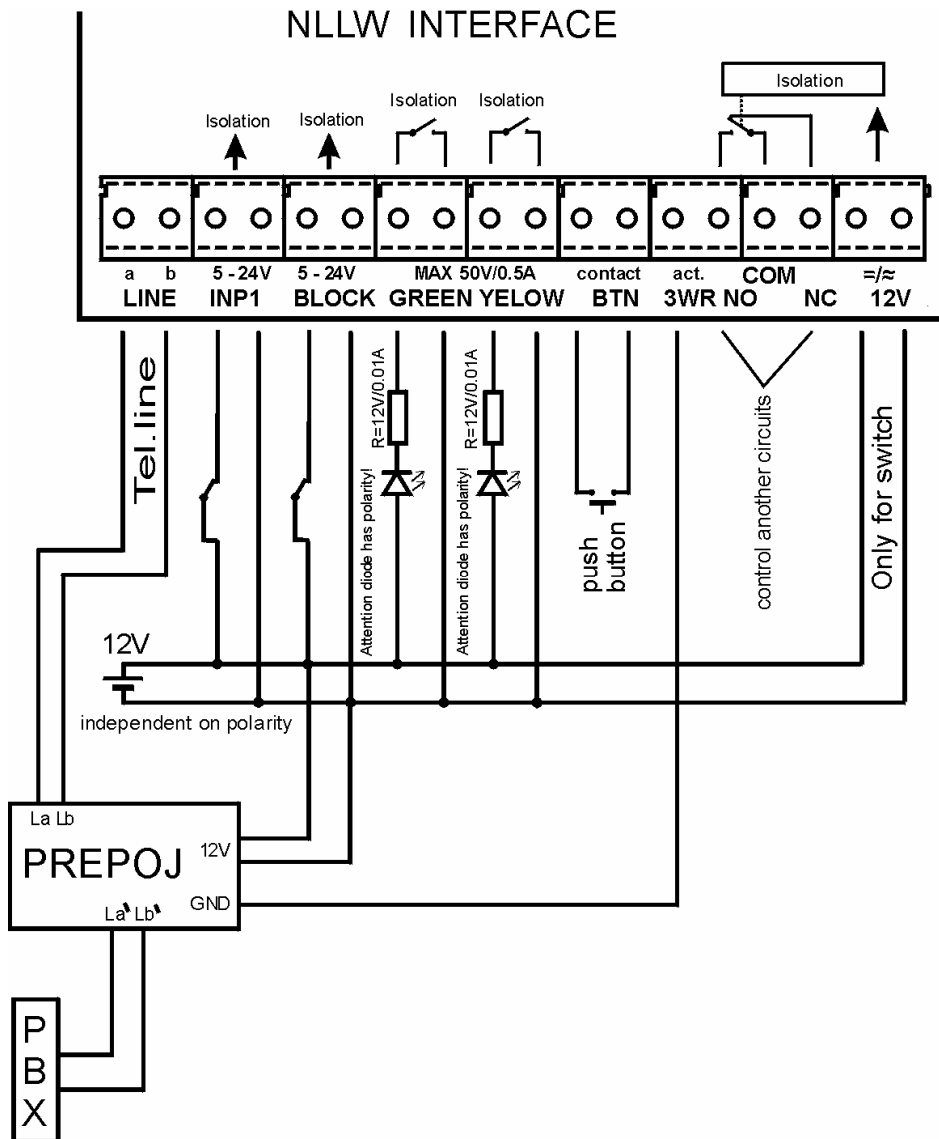 NLLW INTERFACE
Isolation
Isolation
Isolation
Isolation
Isolation
a b 5 - 24V 5 - 24V MAX 50V/0.5A contact act. COM =/≈
LINE INP1 BLOCK GREEN YELOW BTN 3WR NO NC 12V
Tel.line
R=12V/0.01A
Attention diode has polarity!
R=12V/0.01A
Attention diode has polarity!
push
button
control another circuits
Only for switch
12V
independent on polarity
La Lb
PREPOJ
12V
GND
La' Lb'
P
B
X